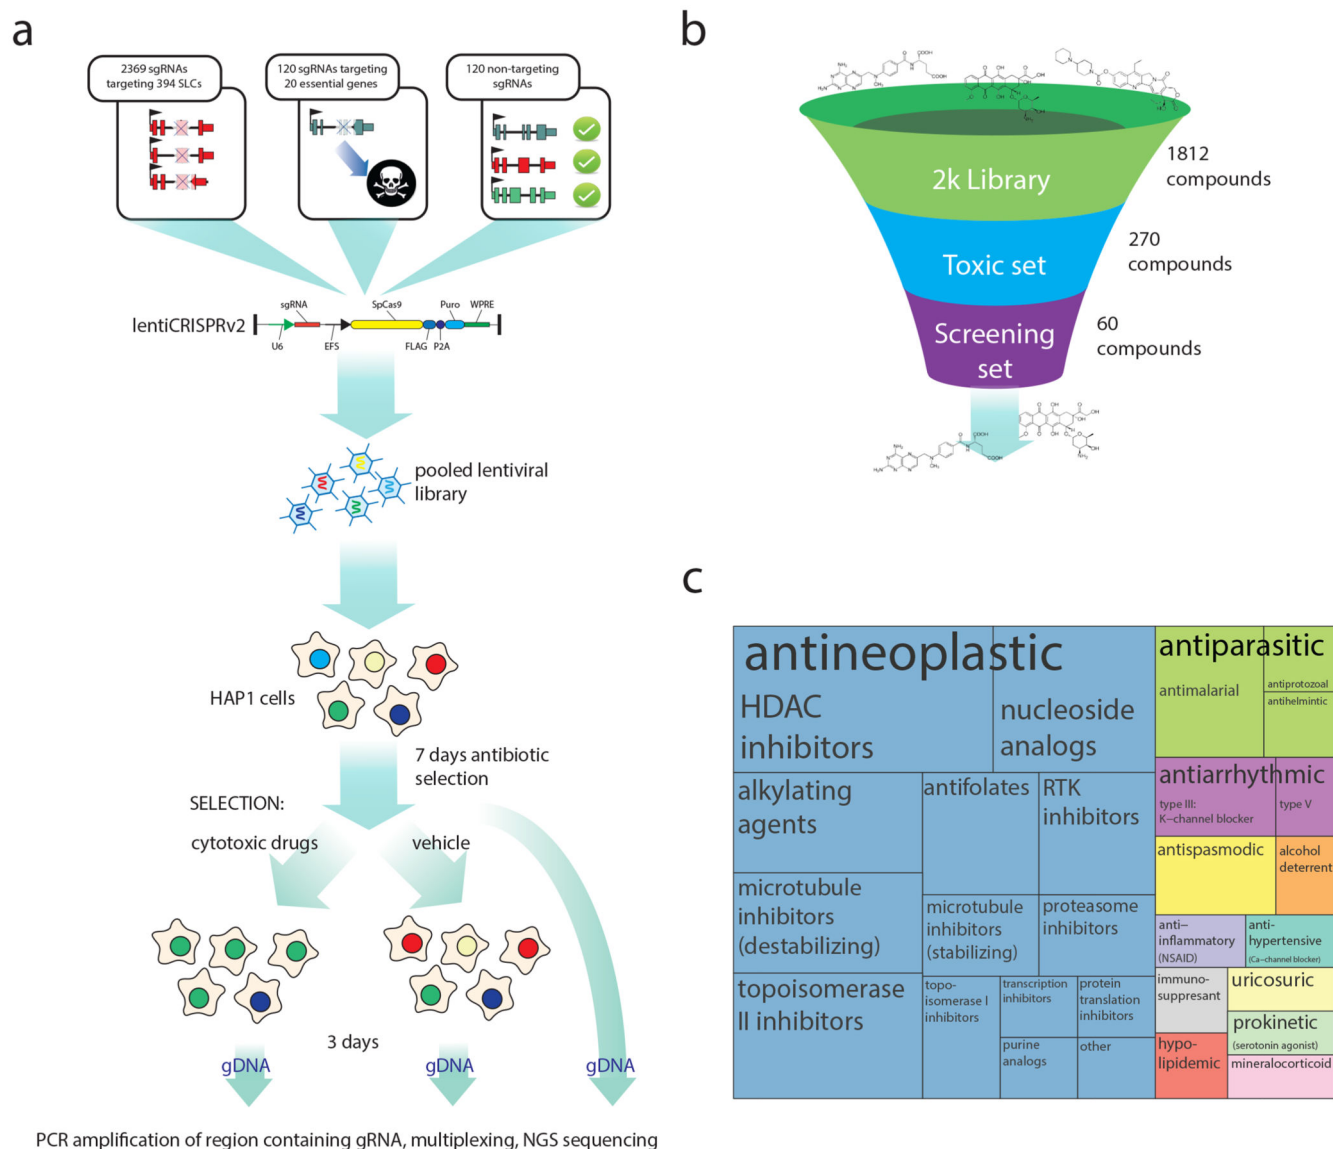 a
2369 sgRNAs
targeting 394 SLCs
120 sgRNAs targeting
20 essential genes
120 non-targeting
sgRNAs
lentiCRISPRv2
sgRNA
SpCas9
Puro
WPRE
U6
EFS
FLAG
P2A
pooled lentiviral
library
HAP1 cells
7 days antibiotic
selection
SELECTION:
cytotoxic drugs
vehicle
3 days
gDNA
gDNA
gDNA
PCR amplification of region containing gRNA, multiplexing, NGS sequencing
b
2k Library
1812
compounds
Toxic set
270
compounds
Screening
set
60
compounds
c
antineoplastic
HDAC
inhibitors
nucleoside
analogs
alkylating
agents
antifolates
RTK
inhibitors
microtubule
inhibitors
(destabilizing)
microtubule
inhibitors
(stabilizing)
proteasome
inhibitors
topoisomerase
II inhibitors
topo-
isomerase I
inhibitors
transcription
inhibitors
protein
translation
inhibitors
purine
analogs
other
antiparasitic
antimalarial
antiprotozoal
antihelmintic
antiarrhythmic
type III:
K−channel blocker
type V
antispasmodic
alcohol
deterrent
anti−
inflammatory
(NSAID)
anti-
hypertensive
(Ca−channel blocker)
immuno-
suppresant
uricosuric
prokinetic
(serotonin agonist)
hypo-
lipidemic
mineralocorticoid